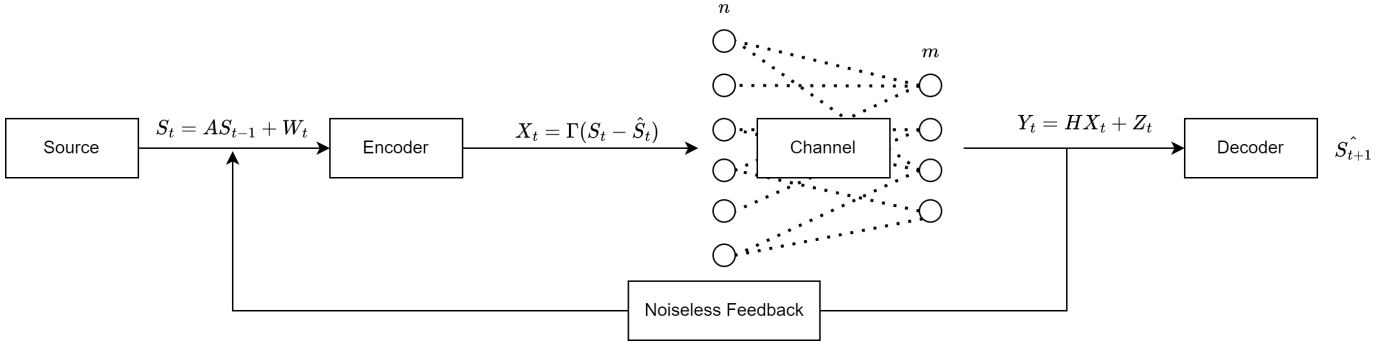 n
m
Source
S_t = AS_{t-1} + W_t
Encoder
X_t = Γ(S_t − Ŝ_t)
Channel
Y_t = HX_t + Z_t
Decoder
Ŝ_{t+1}
Noiseless Feedback